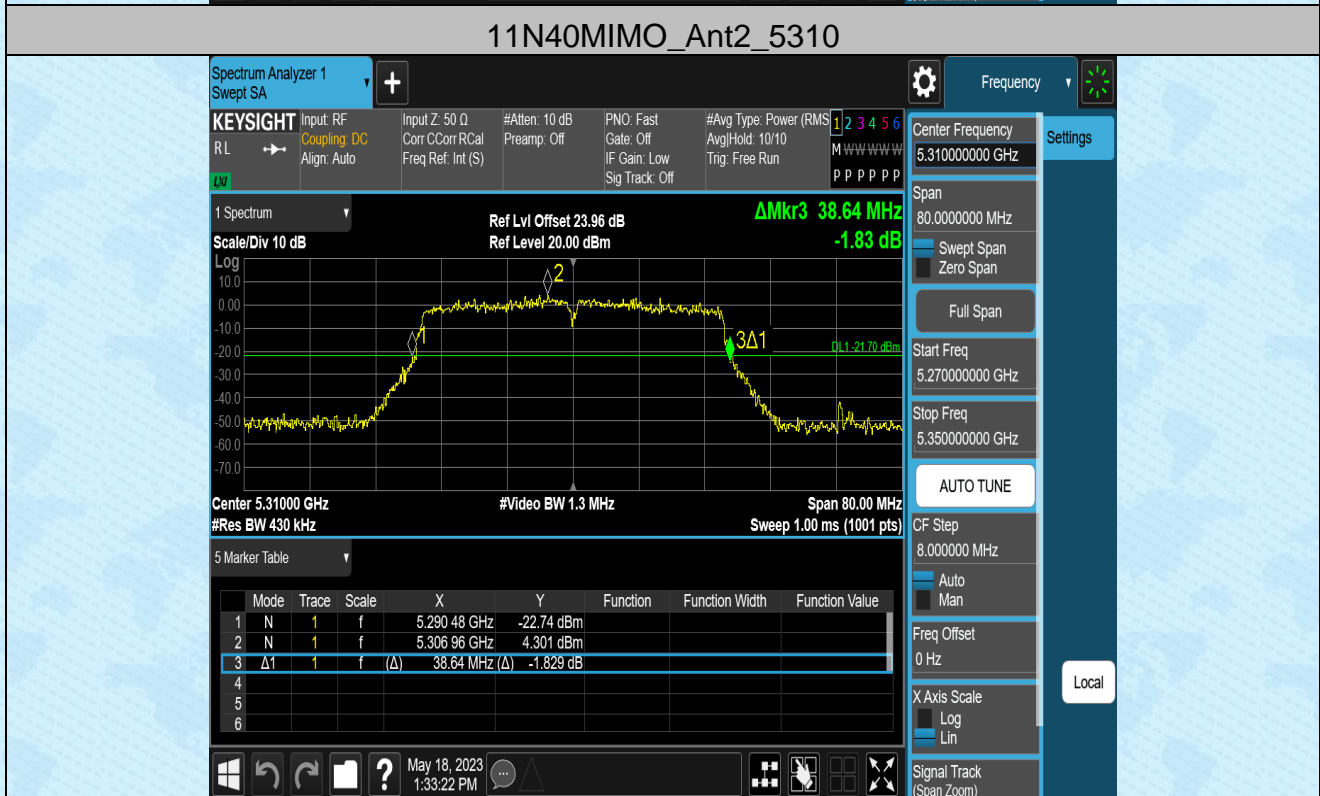 11N40MIMO_Ant2_5310
Spectrum Analyzer 1
Swept SA
+
Frequency
KEYSIGHT
Input: RF
Input Z: 50 Ω
#Atten: 10 dB
PNO: Fast
#Avg Type: Power (RMS
1 2 3 4 5 6
RL
Coupling: DC
Corr CCorr RCal
Preamp: Off
Gate: Off
Avg|Hold: 10/10
M W W W W W
Align: Auto
Freq Ref: Int (S)
IF Gain: Low
Trig: Free Run
LXI
Sig Track: Off
P P P P P P
Center Frequency
5.310000000 GHz
Settings
Span
80.0000000 MHz
Swept Span
Zero Span
Full Span
Start Freq
5.270000000 GHz
Stop Freq
5.350000000 GHz
AUTO TUNE
CF Step
8.000000 MHz
Auto
Man
Freq Offset
0 Hz
X Axis Scale
Log
Lin
Signal Track
(Span Zoom)
Local
1 Spectrum
Ref Lvl Offset 23.96 dB
ΔMkr3 38.64 MHz
Scale/Div 10 dB
Ref Level 20.00 dBm
-1.83 dB
Log
10.0
0.00
-10.0
-20.0
-30.0
-40.0
-50.0
-60.0
-70.0
2
1
3Δ1
DL1 -21.70 dBm
Center 5.31000 GHz
#Video BW 1.3 MHz
Span 80.00 MHz
#Res BW 430 kHz
Sweep 1.00 ms (1001 pts)
5 Marker Table
Mode Trace Scale X Y Function Function Width Function Value
1 N 1 f 5.290 48 GHz -22.74 dBm
2 N 1 f 5.306 96 GHz 4.301 dBm
3 Δ1 1 f (Δ) 38.64 MHz (Δ) -1.829 dB
4
5
6
?
May 18, 2023
1:33:22 PM